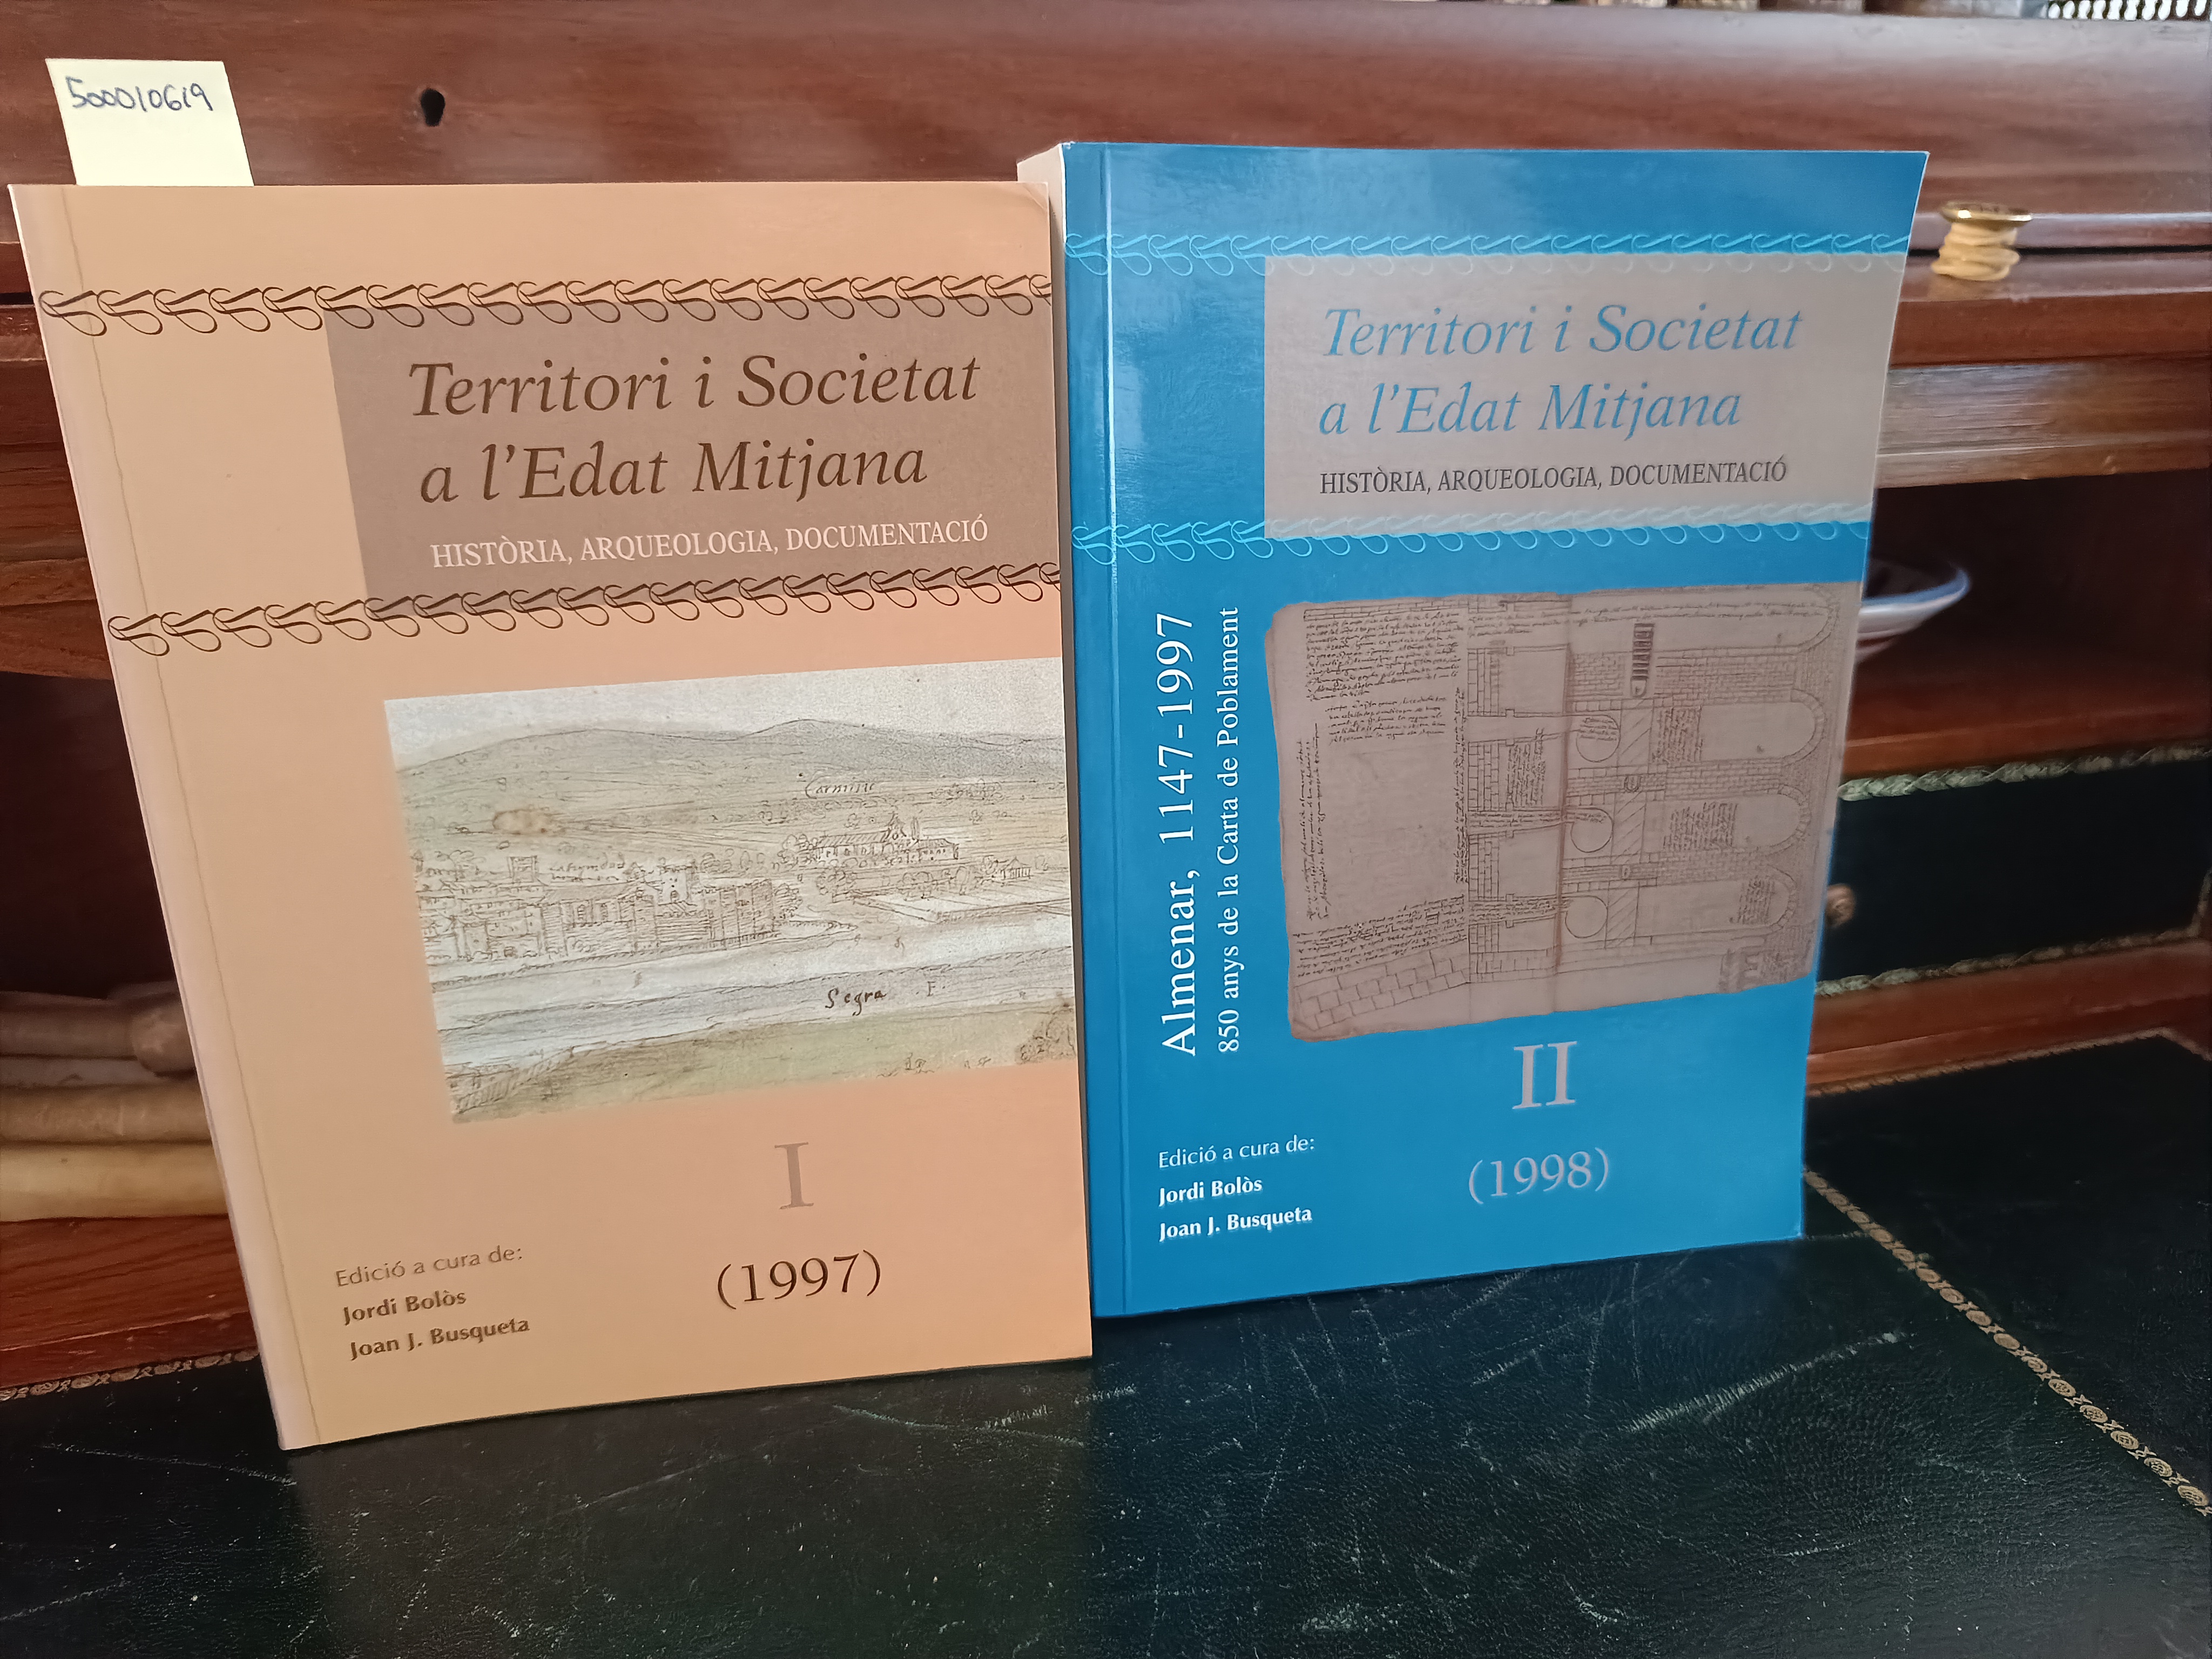 500010619
Territori i Societat
a l'Edat Mitjana
HISTÒRIA, ARQUEOLOGIA, DOCUMENTACIÓ
Segra . F.
I
(1997)
Edició a cura de:
Jordi Bolòs
Joan J. Busqueta
Territori i Societat
a l'Edat Mitjana
HISTÒRIA, ARQUEOLOGIA, DOCUMENTACIÓ
Almenar, 1147-1997
850 anys de la Carta de Poblament
II
(1998)
Edició a cura de:
Jordi Bolòs
Joan J. Busqueta